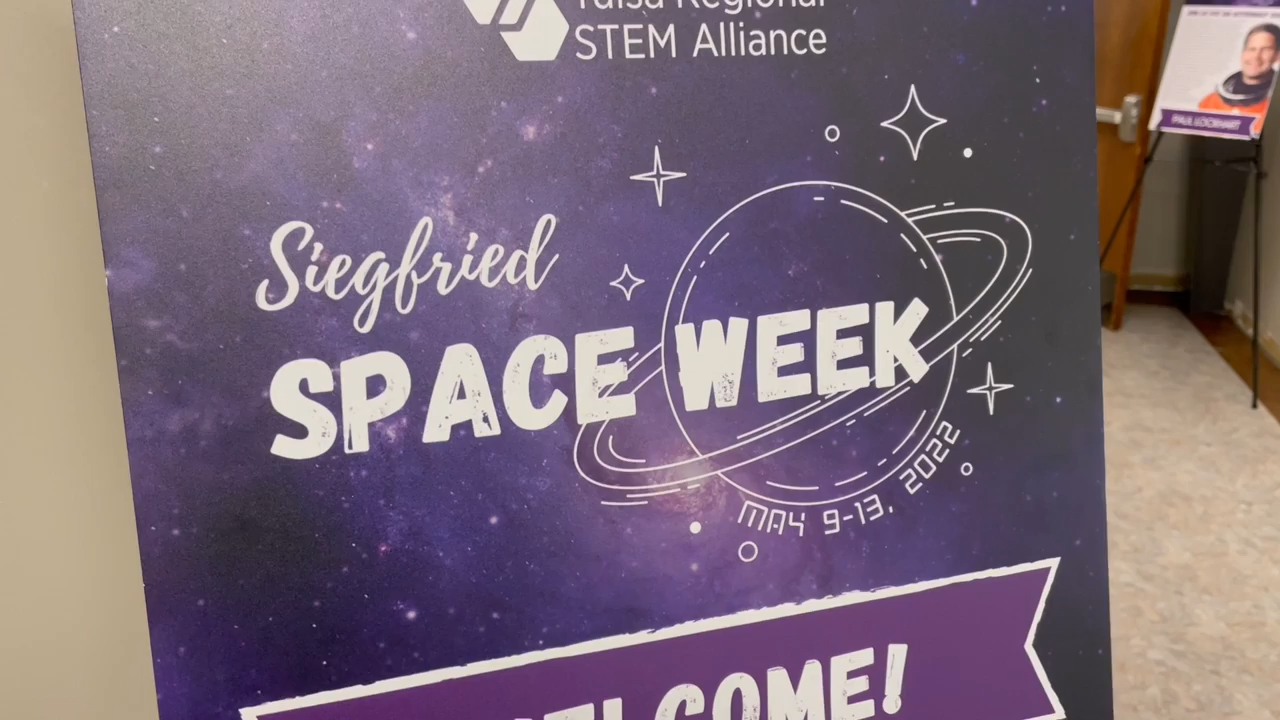 Tulsa Regional
STEM Alliance
Siegfried
SPACE WEEK
MAY 9-13, 2022
WELCOME!
PAUL LOCKHART